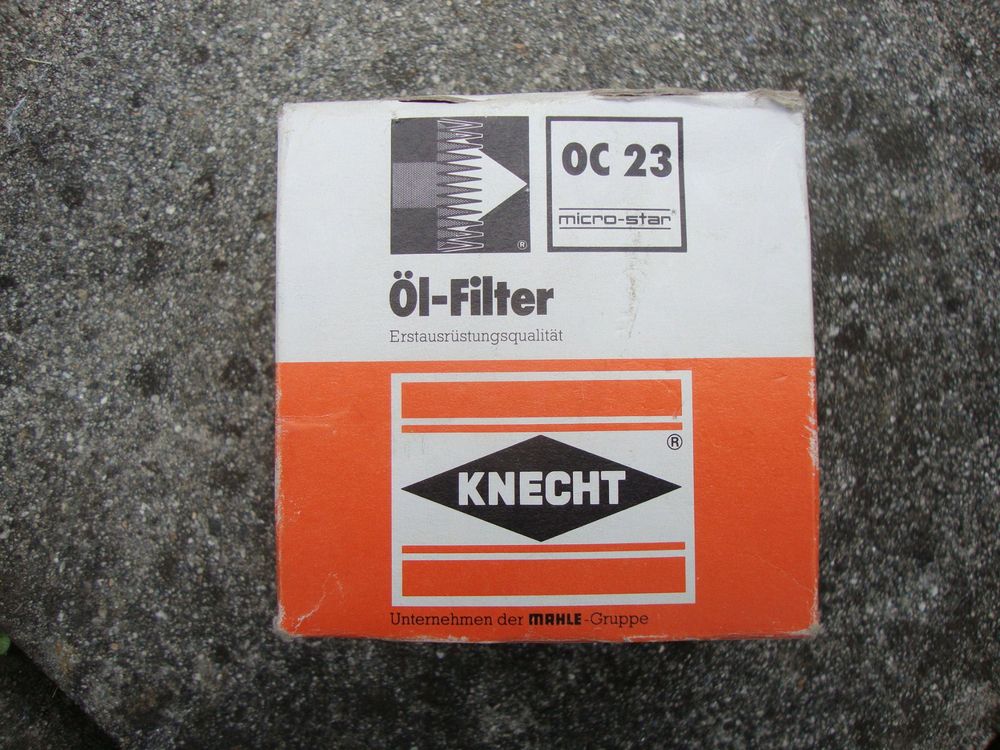 ®
OC 23
micro-star®
Öl-Filter
Erstausrüstungsqualität
®
KNECHT
Unternehmen der MAHLE-Gruppe